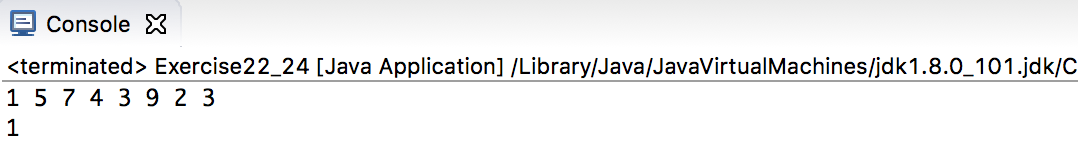 Console
<terminated> Exercise22_24 [Java Application] /Library/Java/JavaVirtualMachines/jdk1.8.0_101.jdk/C
1 5 7 4 3 9 2 3
1